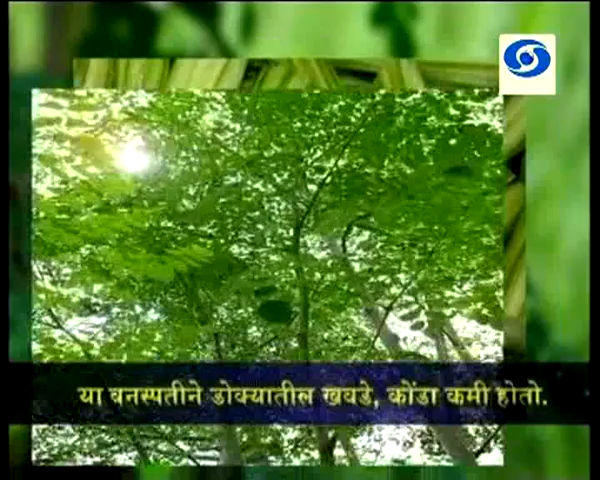 या वनस्पतीने डोक्यातील खवडे, कोंडा कमी होतो.